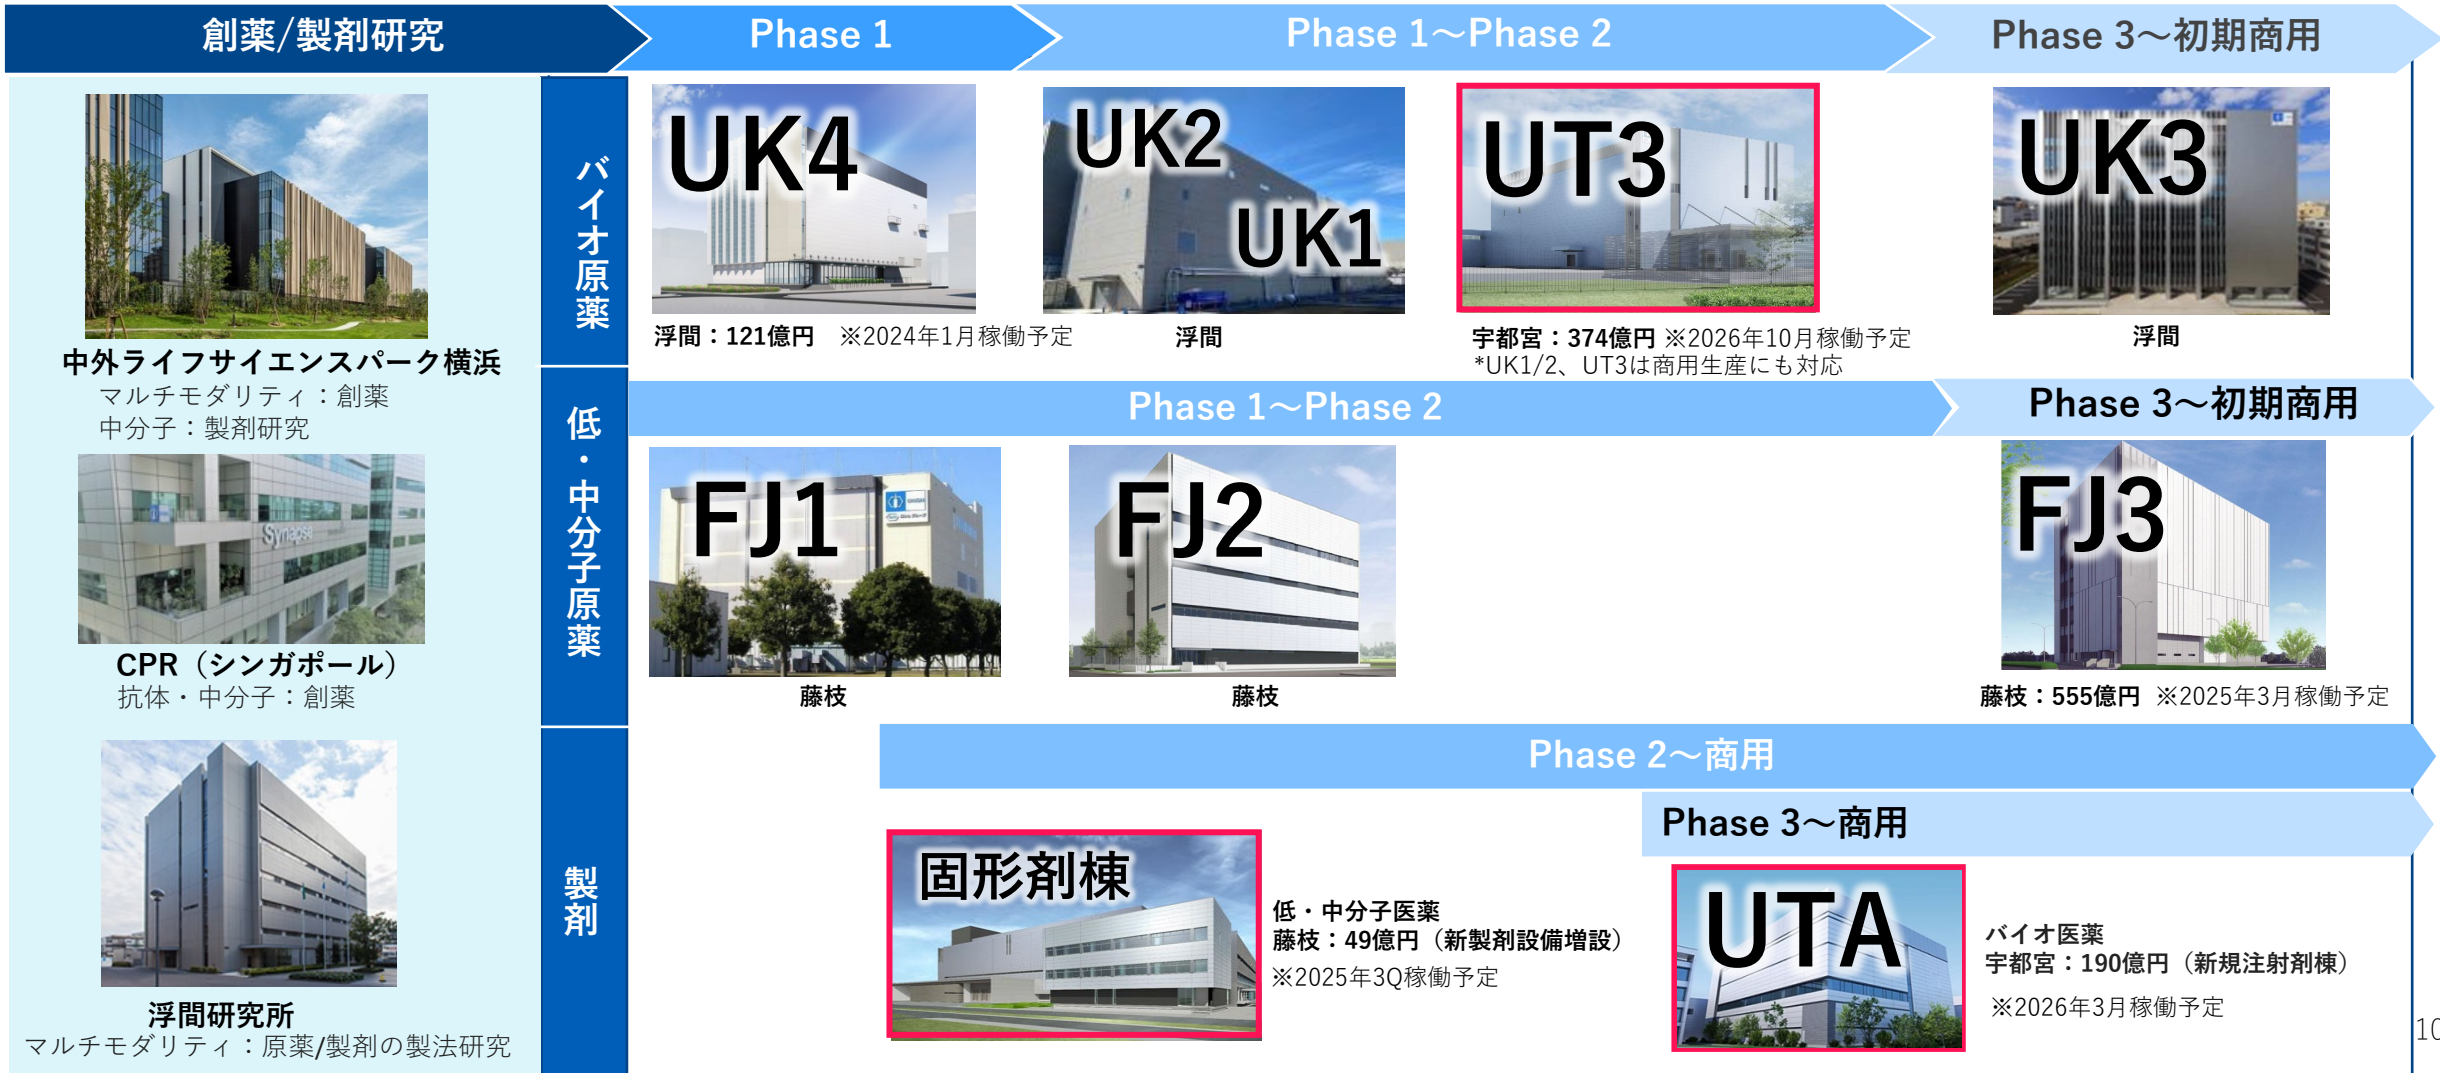 創薬/製剤研究
Phase 1
Phase 1～Phase 2
Phase 3～初期商用
中外ライフサイエンスパーク横浜
マルチモダリティ：創薬
中分子：製剤研究
Synapse
CPR（シンガポール）
抗体・中分子：創薬
浮間研究所
マルチモダリティ：原薬/製剤の製法研究
バイオ原薬
UK4
浮間：121億円 ※2024年1月稼働予定
UK2
UK1
浮間
UT3
宇都宮：374億円 ※2026年10月稼働予定
*UK1/2、UT3は商用生産にも対応
UK3
浮間
低・中分子原薬
Phase 1～Phase 2
Phase 3～初期商用
FJ1
藤枝
FJ2
藤枝
FJ3
藤枝：555億円 ※2025年3月稼働予定
製剤
Phase 2～商用
Phase 3～商用
固形剤棟
低・中分子医薬
藤枝：49億円（新製剤設備増設）
※2025年3Q稼働予定
UTA
バイオ医薬
宇都宮：190億円（新規注射剤棟）
※2026年3月稼働予定
10